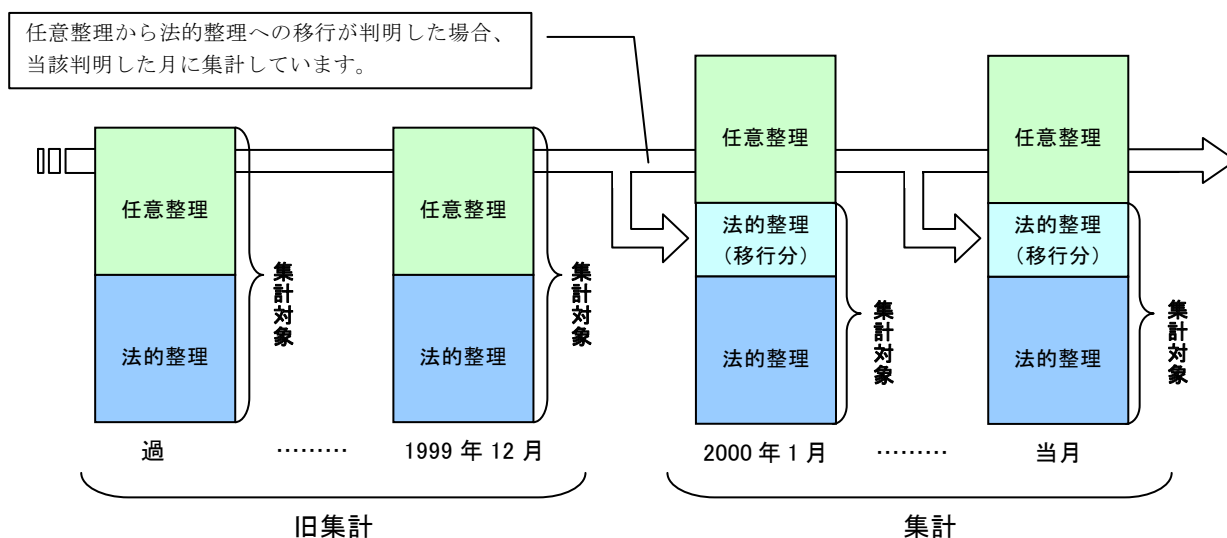 任意整理から法的整理への移行が判明した場合、
当該判明した月に集計しています。
任意整理
法的整理
集計対象
過
………
任意整理
法的整理
集計対象
1999 年 12 月
任意整理
法的整理
(移行分)
法的整理
集計対象
2000 年 1 月
………
任意整理
法的整理
(移行分)
法的整理
集計対象
当月
旧集計
集計